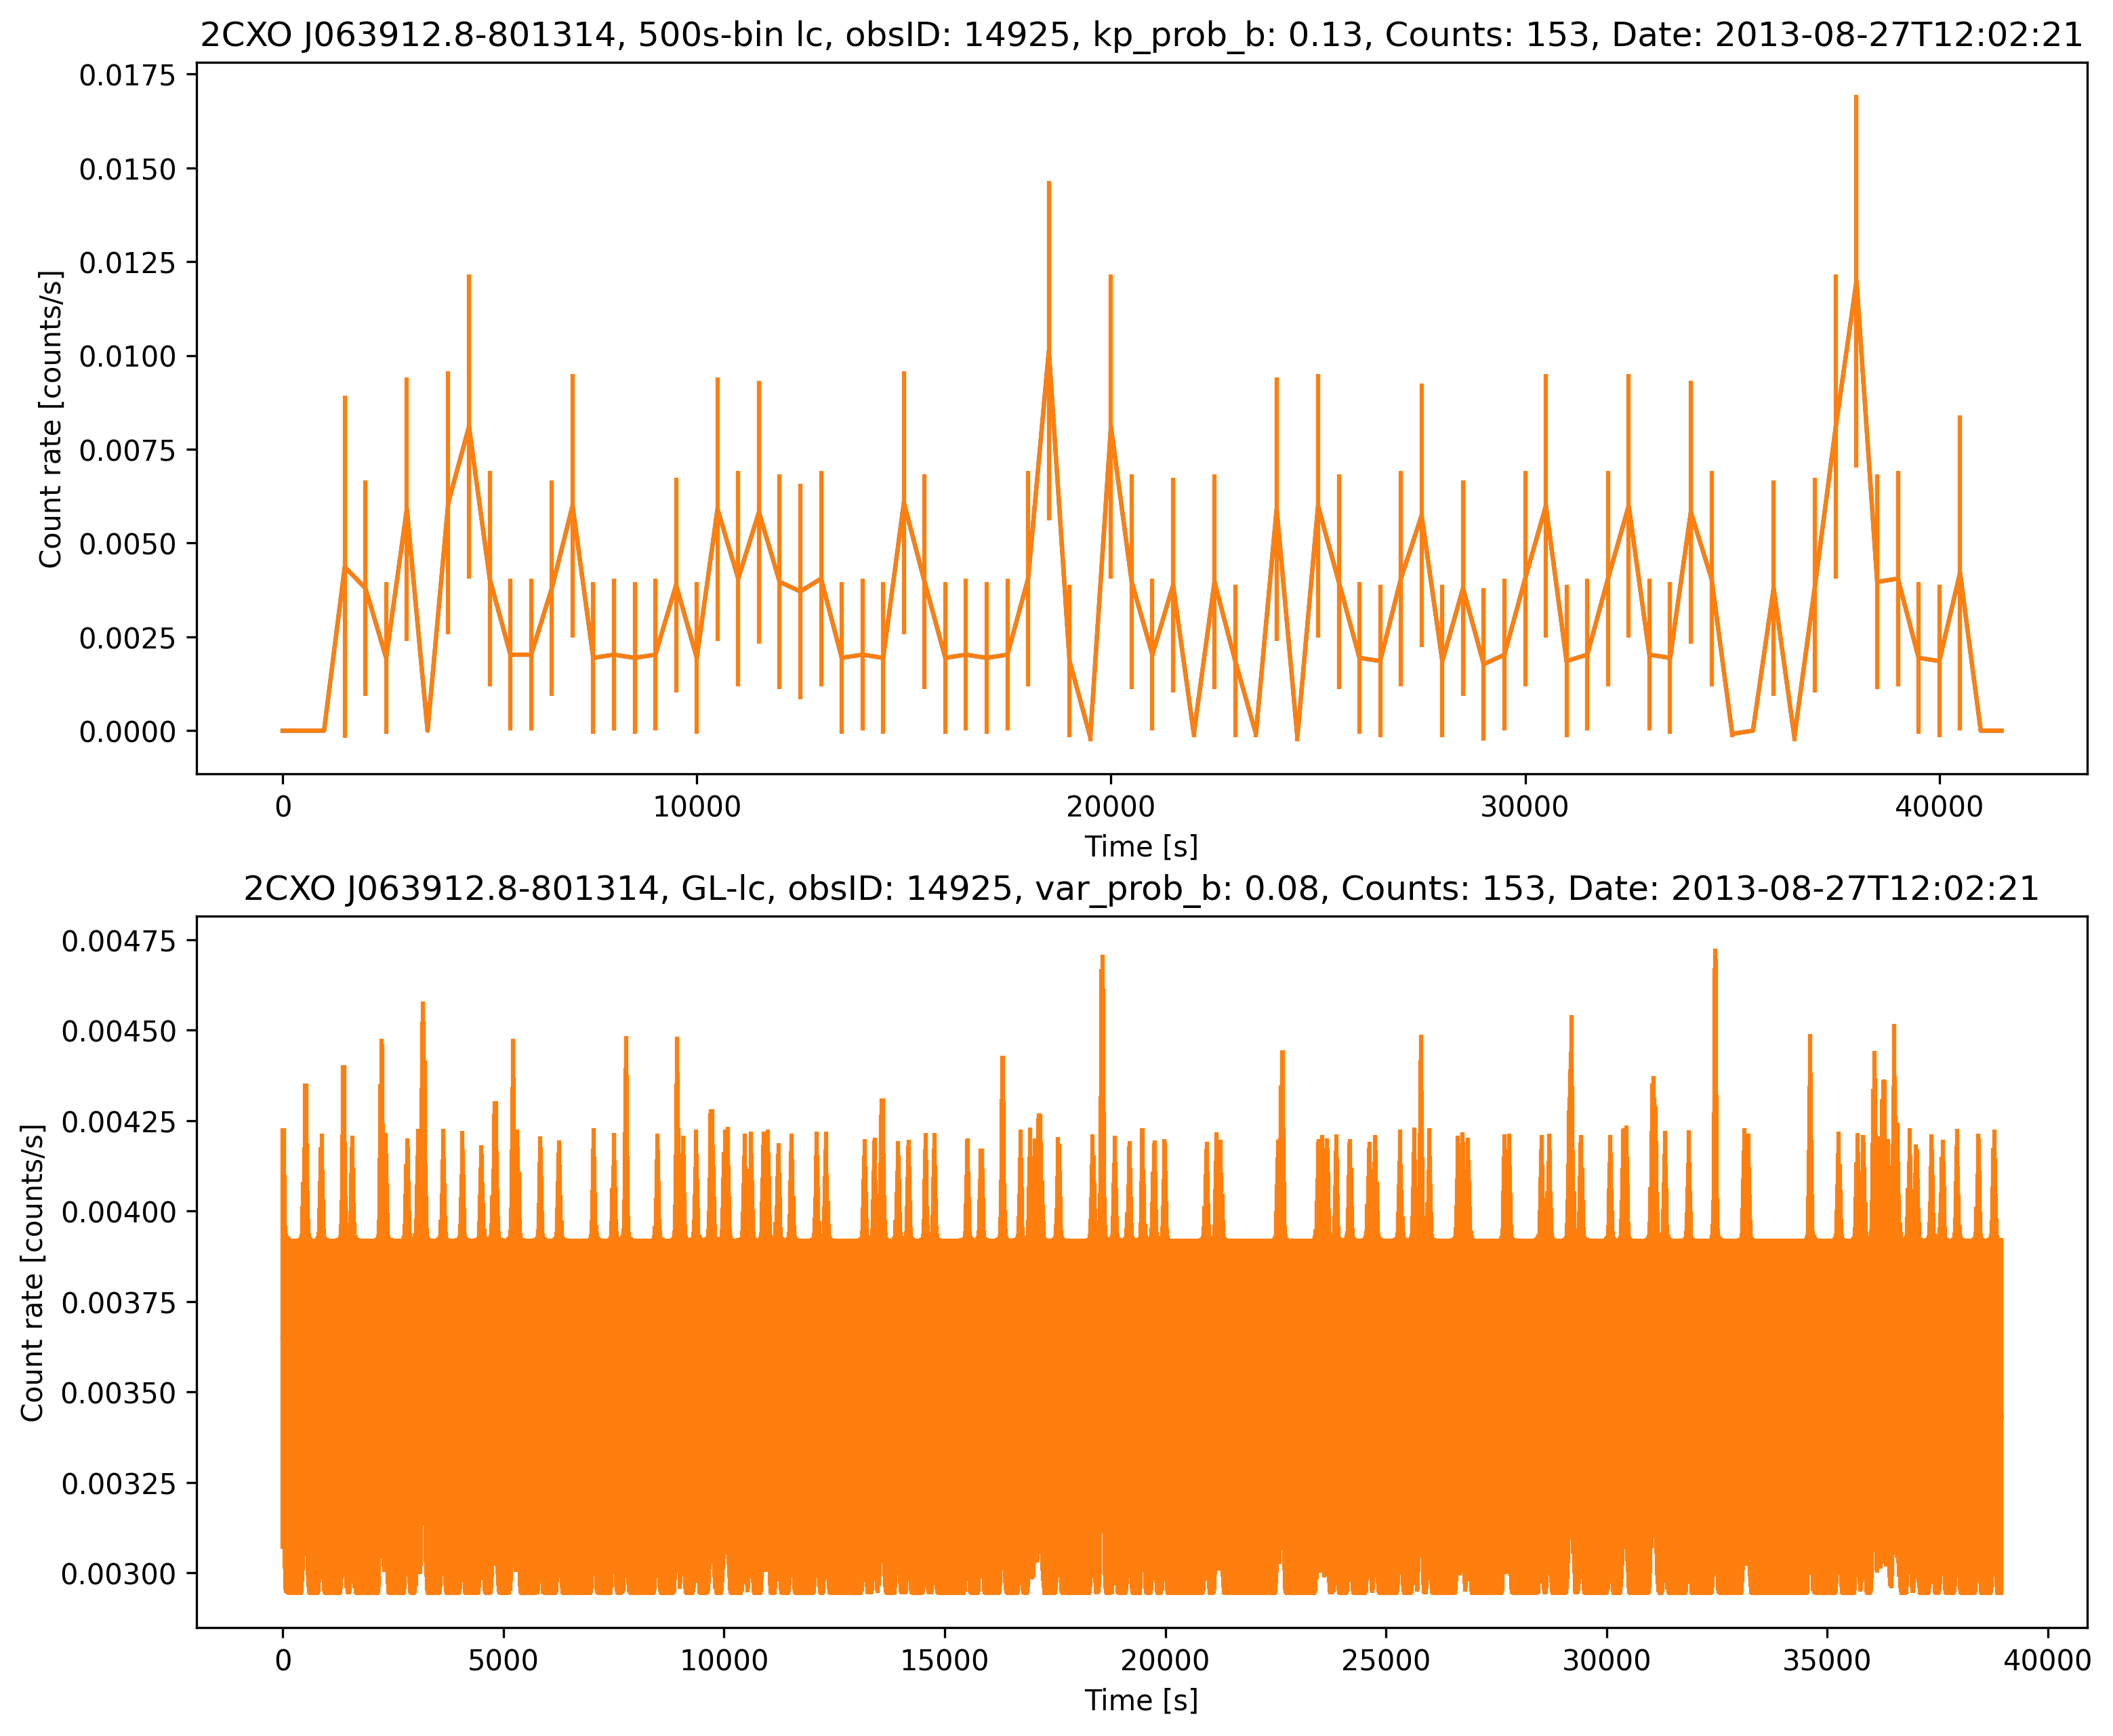 2CXO J063912.8-801314, 500s-bin lc, obsID: 14925, kp_prob_b: 0.13, Counts: 153, Date: 2013-08-27T12:02:21
0.0175
0.0150
0.0125
0.0100
0.0075
0.0050
0.0025
0.0000
Count rate [counts/s]
0 10000 20000 30000 40000
Time [s]
2CXO J063912.8-801314, GL-lc, obsID: 14925, var_prob_b: 0.08, Counts: 153, Date: 2013-08-27T12:02:21
0.00475
0.00450
0.00425
0.00400
0.00375
0.00350
0.00325
0.00300
Count rate [counts/s]
0 5000 10000 15000 20000 25000 30000 35000 40000
Time [s]